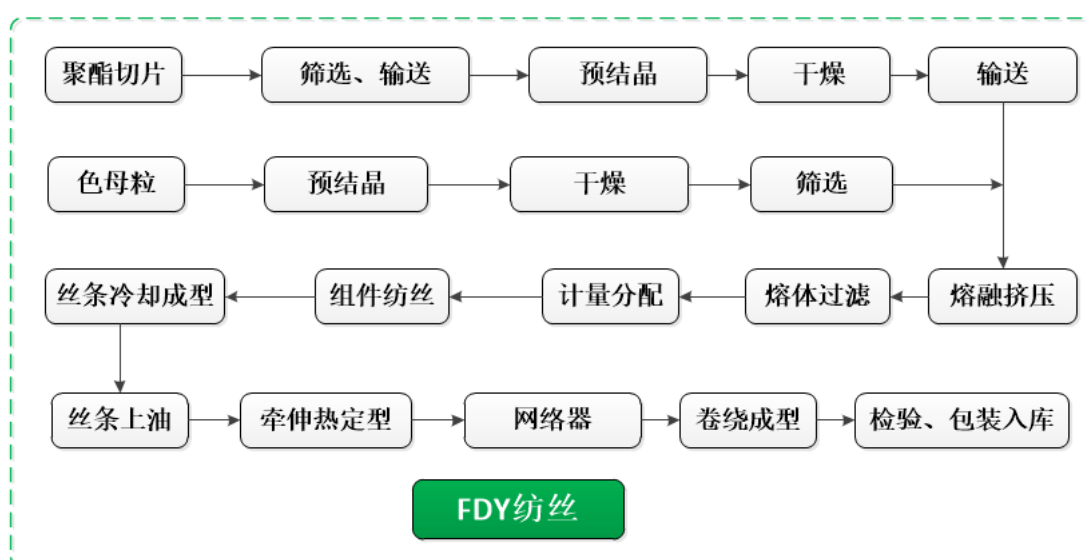 聚酯切片
筛选、输送
预结晶
干燥
输送
色母粒
预结晶
干燥
筛选
丝条冷却成型
组件纺丝
计量分配
熔体过滤
熔融挤压
丝条上油
牵伸热定型
网络器
卷绕成型
检验、包装入库
FDY纺丝